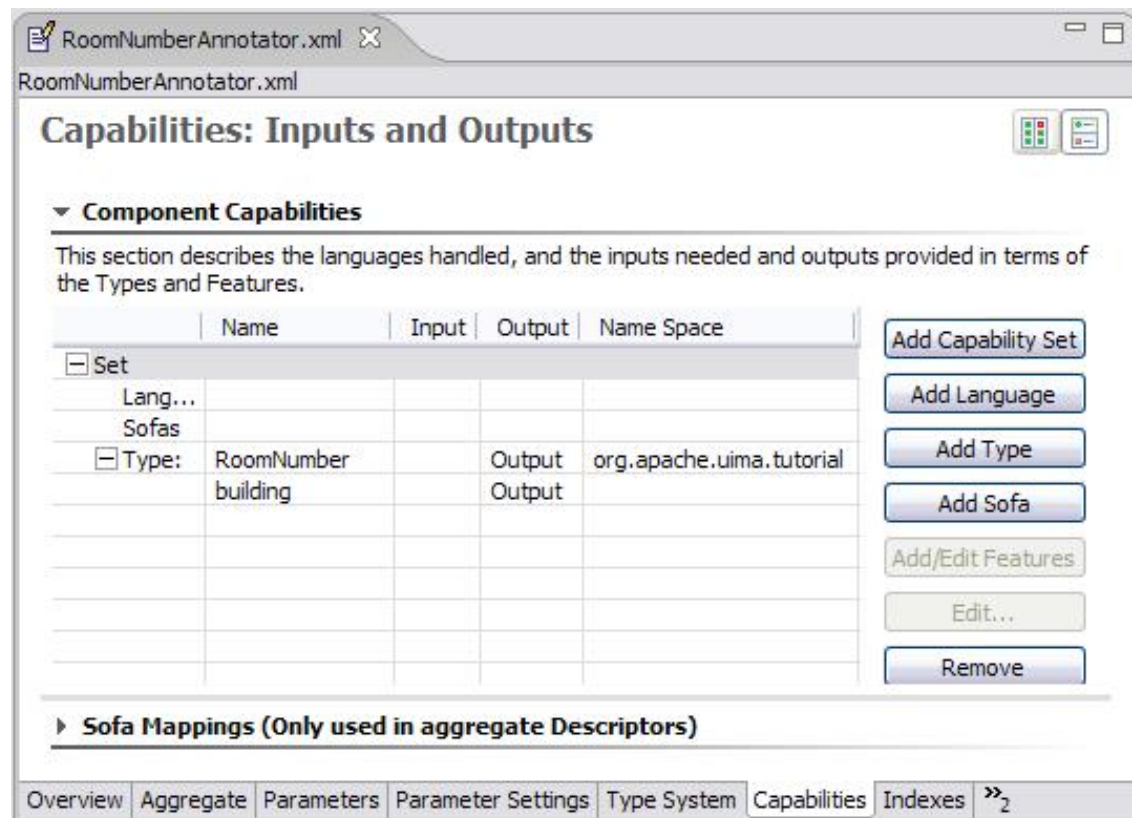 RoomNumberAnnotator.xml
RoomNumberAnnotator.xml
Capabilities: Inputs and Outputs
Component Capabilities
This section describes the languages handled, and the inputs needed and outputs provided in terms of
the Types and Features.
Name Input Output Name Space
Set
Lang...
Sofas
Type: RoomNumber Output org.apache.uima.tutorial
building Output
Add Capability Set
Add Language
Add Type
Add Sofa
Add/Edit Features
Edit...
Remove
Sofa Mappings (Only used in aggregate Descriptors)
Overview Aggregate Parameters Parameter Settings Type System Capabilities Indexes »2